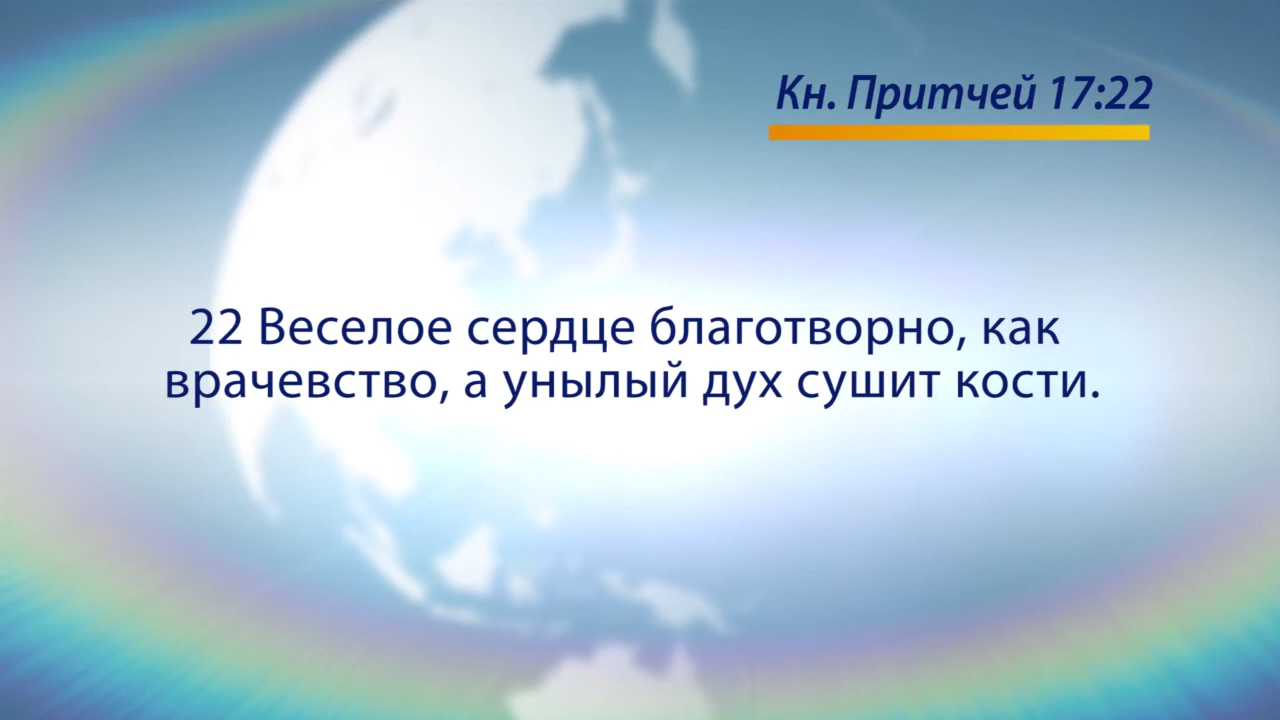 Кн. Притчей 17:22
22 Веселое сердце благотворно, как
врачевство, а унылый дух сушит кости.